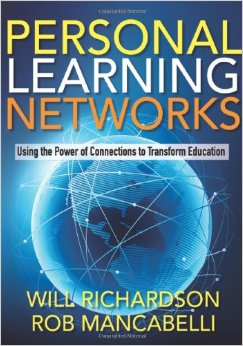 PERSONAL
LEARNING
NETWORKS
Using the Power of Connections to Transform Education
WILL RICHARDSON
ROB MANCABELLI